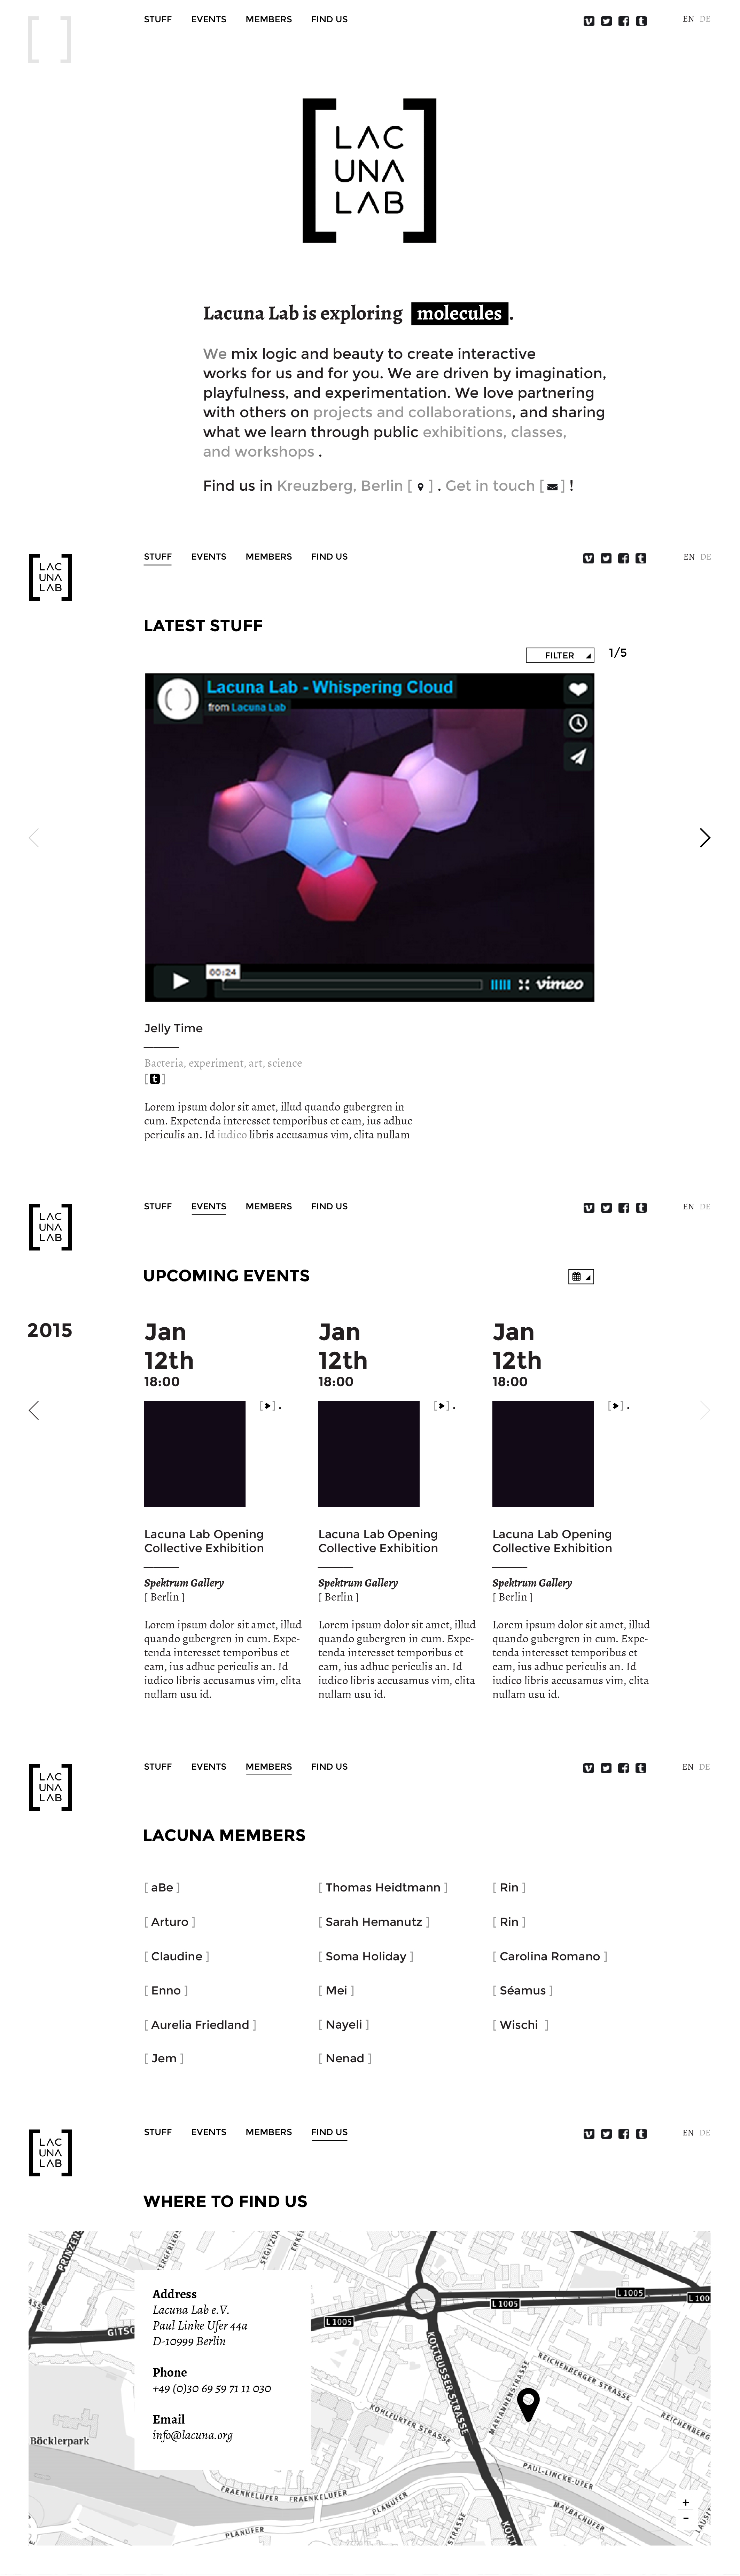 STUFF EVENTS MEMBERS FIND US EN DE
LAC
UNA
LAB
Lacuna Lab is exploring molecules .
We mix logic and beauty to create interactive
works for us and for you. We are driven by imagination,
playfulness, and experimentation. We love partnering
with others on projects and collaborations, and sharing
what we learn through public exhibitions, classes,
and workshops .
Find us in Kreuzberg, Berlin [ ] . Get in touch [ ] !
LAC
UNA
LAB
STUFF EVENTS MEMBERS FIND US EN DE
LATEST STUFF
FILTER 1/5
Lacuna Lab - Whispering Cloud
from Lacuna Lab
00:24
vimeo
Jelly Time
Bacteria, experiment, art, science
[ t ]
Lorem ipsum dolor sit amet, illud quando gubergren in
cum. Expetenda interesset temporibus et eam, ius adhuc
periculis an. Id iudico libris accusamus vim, clita nullam
LAC
UNA
LAB
STUFF EVENTS MEMBERS FIND US EN DE
UPCOMING EVENTS
2015
Jan
12th
18:00
Lacuna Lab Opening
Collective Exhibition
Spektrum Gallery
[ Berlin ]
Lorem ipsum dolor sit amet, illud
quando gubergren in cum. Expe-
tenda interesset temporibus et
eam, ius adhuc periculis an. Id
iudico libris accusamus vim, clita
nullam usu id.
Jan
12th
18:00
Lacuna Lab Opening
Collective Exhibition
Spektrum Gallery
[ Berlin ]
Lorem ipsum dolor sit amet, illud
quando gubergren in cum. Expe-
tenda interesset temporibus et
eam, ius adhuc periculis an. Id
iudico libris accusamus vim, clita
nullam usu id.
Jan
12th
18:00
Lacuna Lab Opening
Collective Exhibition
Spektrum Gallery
[ Berlin ]
Lorem ipsum dolor sit amet, illud
quando gubergren in cum. Expe-
tenda interesset temporibus et
eam, ius adhuc periculis an. Id
iudico libris accusamus vim, clita
nullam usu id.
LAC
UNA
LAB
STUFF EVENTS MEMBERS FIND US EN DE
LACUNA MEMBERS
[ aBe ] [ Thomas Heidtmann ] [ Rin ]
[ Arturo ] [ Sarah Hemanutz ] [ Rin ]
[ Claudine ] [ Soma Holiday ] [ Carolina Romano ]
[ Enno ] [ Mei ] [ Séamus ]
[ Aurelia Friedland ] [ Nayeli ] [ Wischi ]
[ Jem ] [ Nenad ]
LAC
UNA
LAB
STUFF EVENTS MEMBERS FIND US EN DE
WHERE TO FIND US
Address
Lacuna Lab e.V.
Paul Linke Ufer 44a
D-10999 Berlin
Phone
+49 (0)30 69 59 71 11 030
Email
info@lacuna.org
PRINZENS
SEGITZDA
ERKE
GITSC
L 1005
L 1005
L 1005
L 100
KOTTBUSSER STRASSE
MARIANNENSTRASSE
REICHENBERGER STRASSE
REICHENBERG
KOHLFURTER STRASSE
Böcklerpark
PAUL-LINCKE-UFER
FRAENKELUFER
FRAENKELUFER
PLANUFER
PLANUFER
MAYBACHUFER
STRASSE
KOTT
LAUSIT
+
-